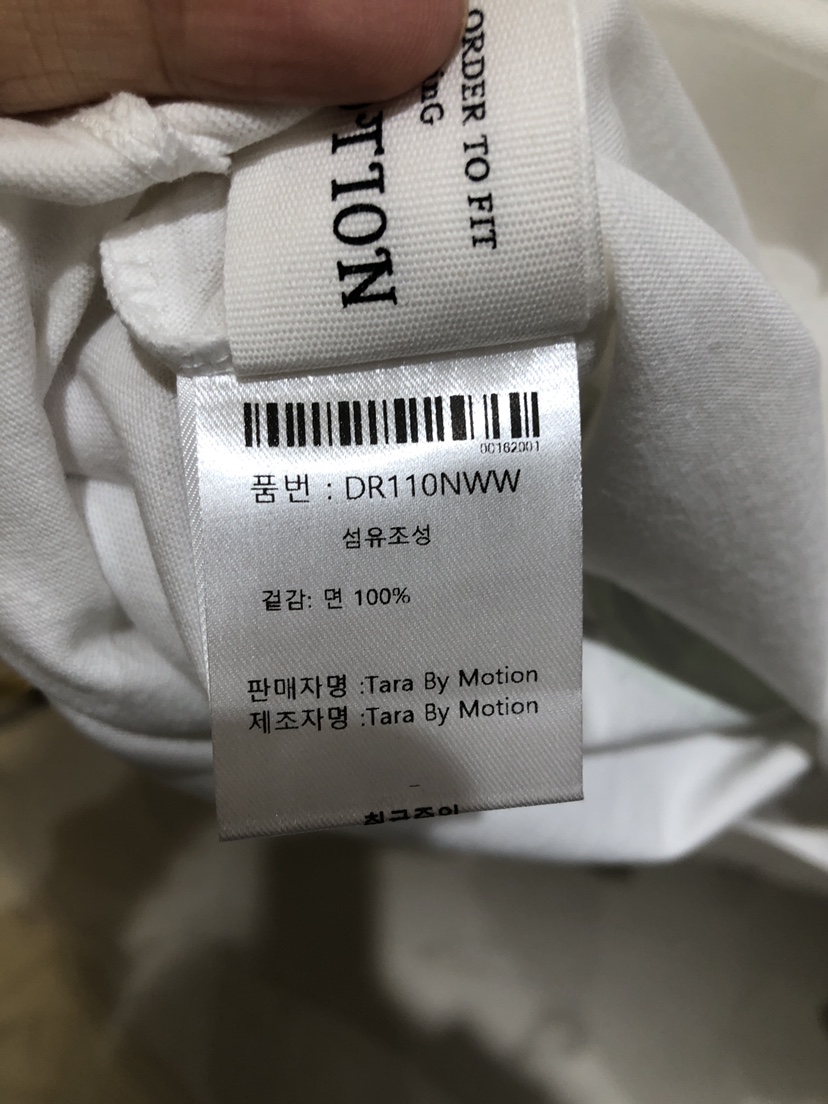 ORDER TO FIT
00162001
품번 : DR110NWW
섬유조성
겉감: 면 100%
판매자명 :Tara By Motion
제조자명 :Tara By Motion